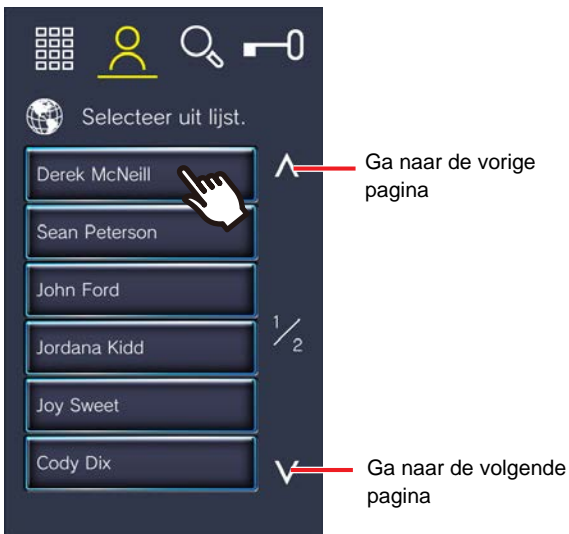 Selecteer uit lijst.
Derek McNeill
Ga naar de vorige
pagina
Sean Peterson
John Ford
1/2
Jordana Kidd
Joy Sweet
Cody Dix
Ga naar de volgende
pagina